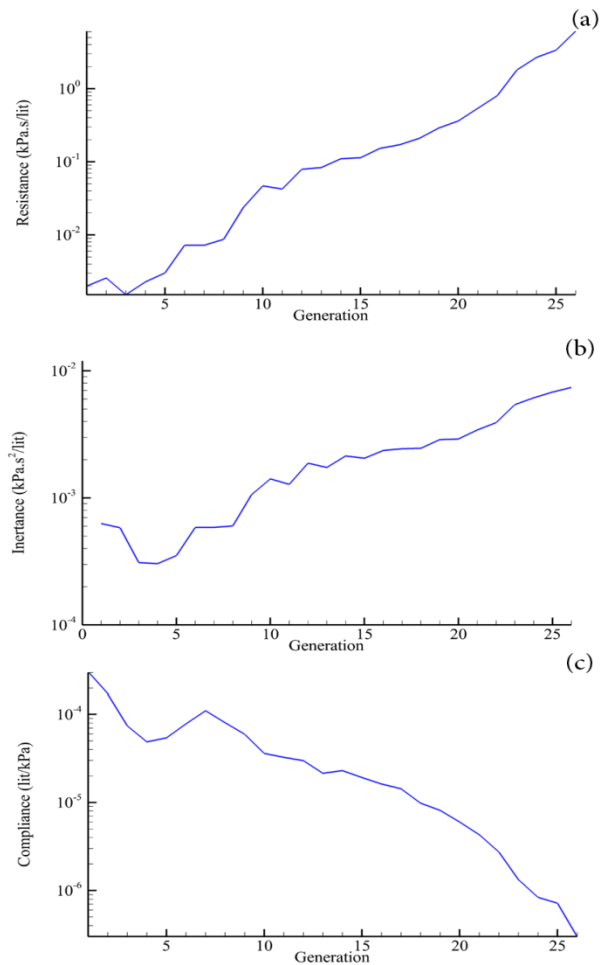 (a)
10⁰
10⁻¹
10⁻²
Resistance (kPa.s/lit)
5 10 15 20 25
Generation
(b)
10⁻²
10⁻³
10⁻⁴
Inertance (kPa.s²/lit)
0 5 10 15 20 25
Generation
(c)
10⁻⁴
10⁻⁵
10⁻⁶
Compliance (lit/kPa)
5 10 15 20 25
Generation